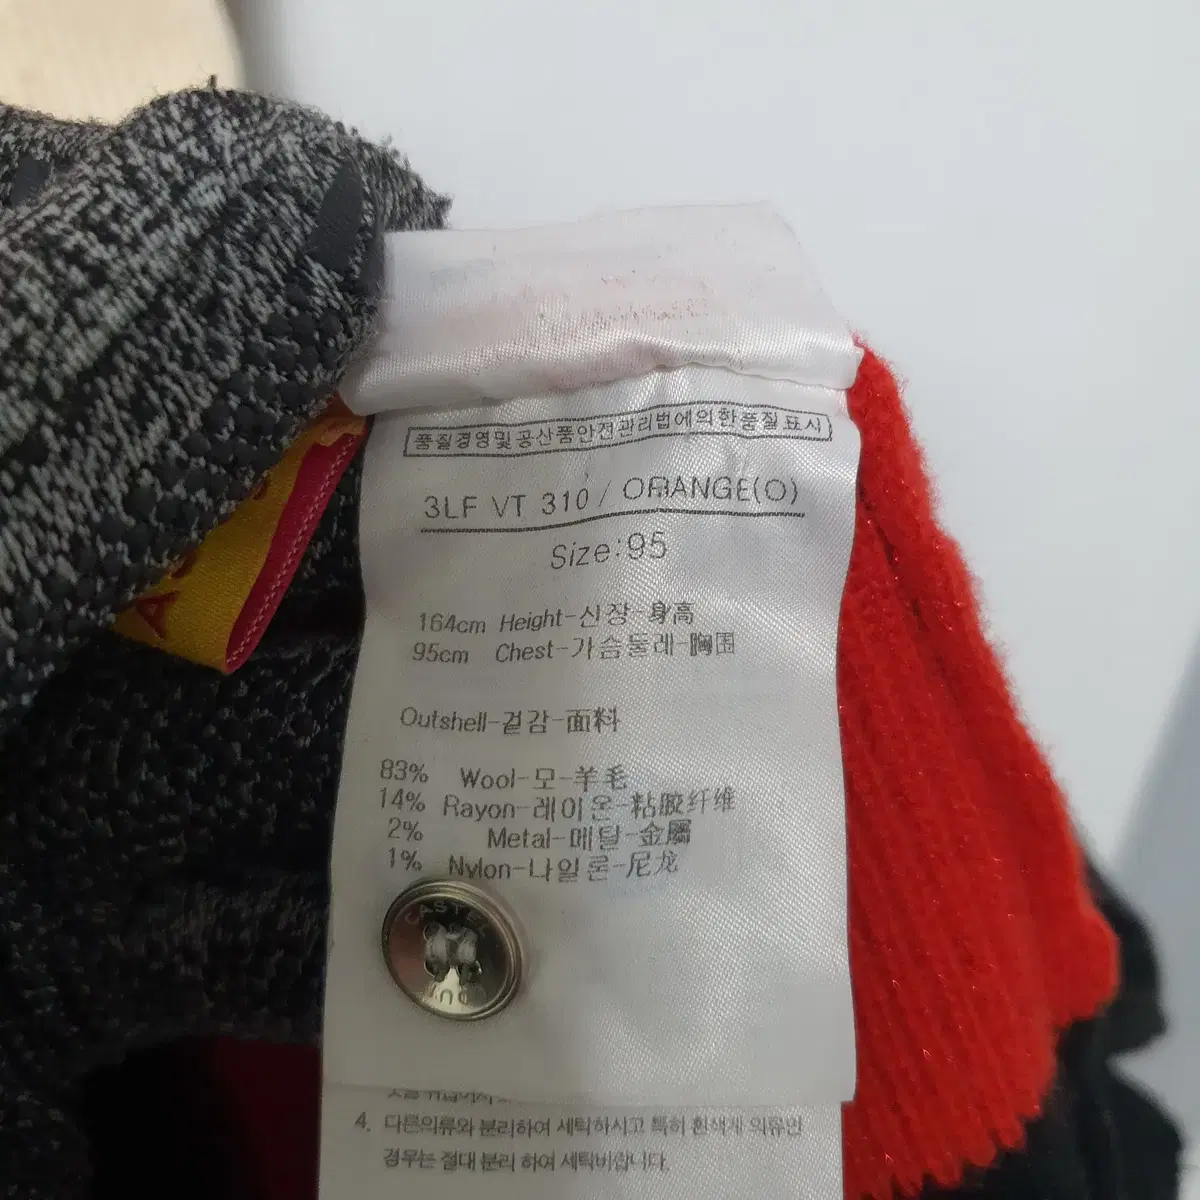 품질경영및공산품안전관리법에의한품질표시
3LF VT 310 / ORANGE(O)
Size:95
164cm Height-신장-身高
95cm Chest-가슴둘레-胸围
Outshell-겉감-面料
83% Wool-모-羊毛
14% Rayon-레이온-粘胶纤维
2% Metal-메탈-金屬
1% Nylon-나일론-尼龙
4. 다른의류와 분리하여 세탁하시고 특히 흰색계 의류인
경우는 절대 분리 하여 세탁바랍니다.